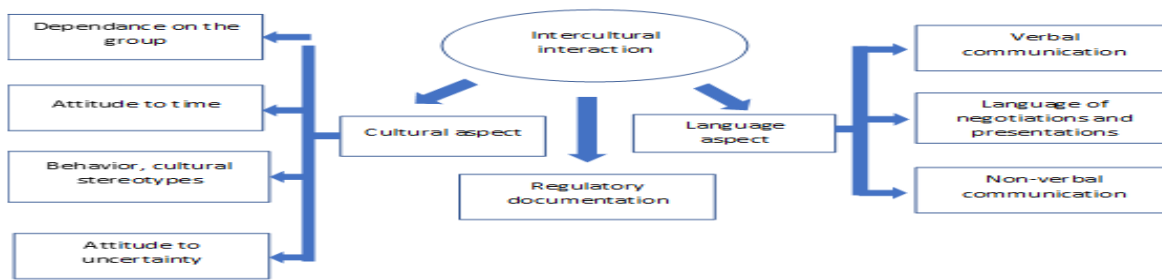 Dependance on the
group
Attitude to time
Behavior, cultural
stereotypes
Attitude to
uncertainty
Intercultural
interaction
Cultural aspect
Regulatory
documentation
Language
aspect
Verbal
communication
Language of
negotiations and
presentations
Non-verbal
communication